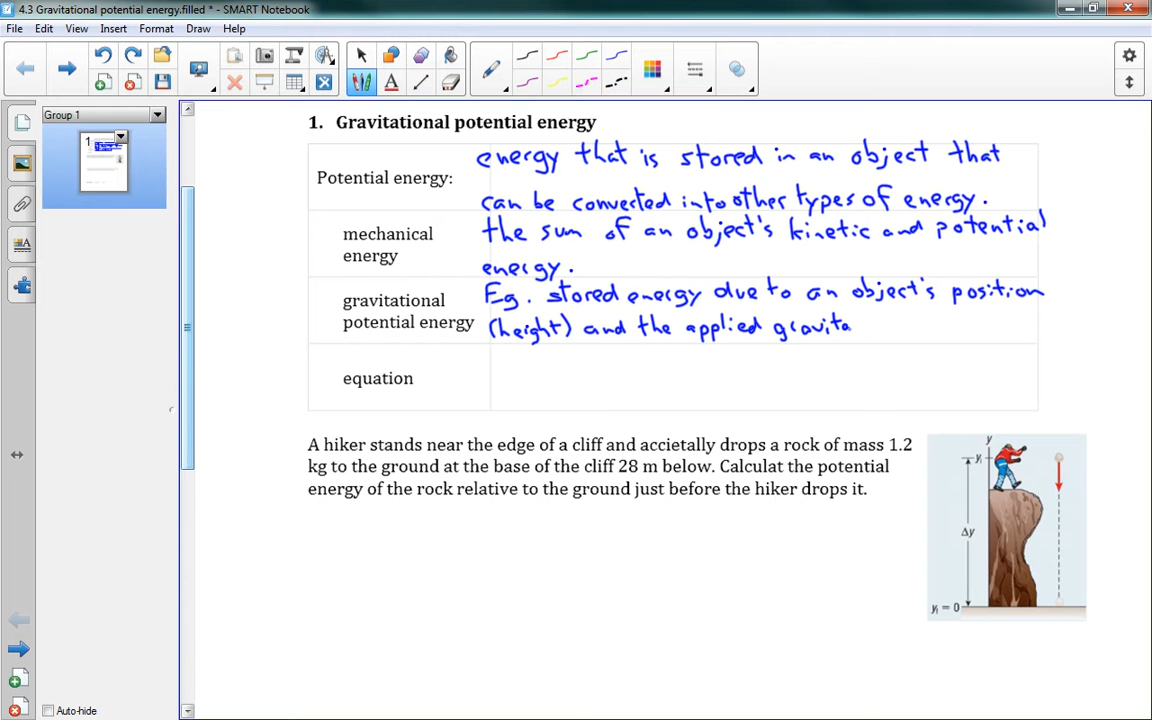 4.3 Gravitational potential energy.filled * - SMART Notebook
File Edit View Insert Format Draw Help
Group 1
1
1. Gravitational potential energy
Potential energy: energy that is stored in an object that
can be converted into other types of energy.
mechanical energy the sum of an object's kinetic and potential
energy.
gravitational potential energy Eg. stored energy due to an object's position
(height) and the applied gravita
equation
A hiker stands near the edge of a cliff and accietally drops a rock of mass 1.2
kg to the ground at the base of the cliff 28 m below. Calculat the potential
energy of the rock relative to the ground just before the hiker drops it.
y
yᵢ
Δy
yᵢ = 0
Auto-hide